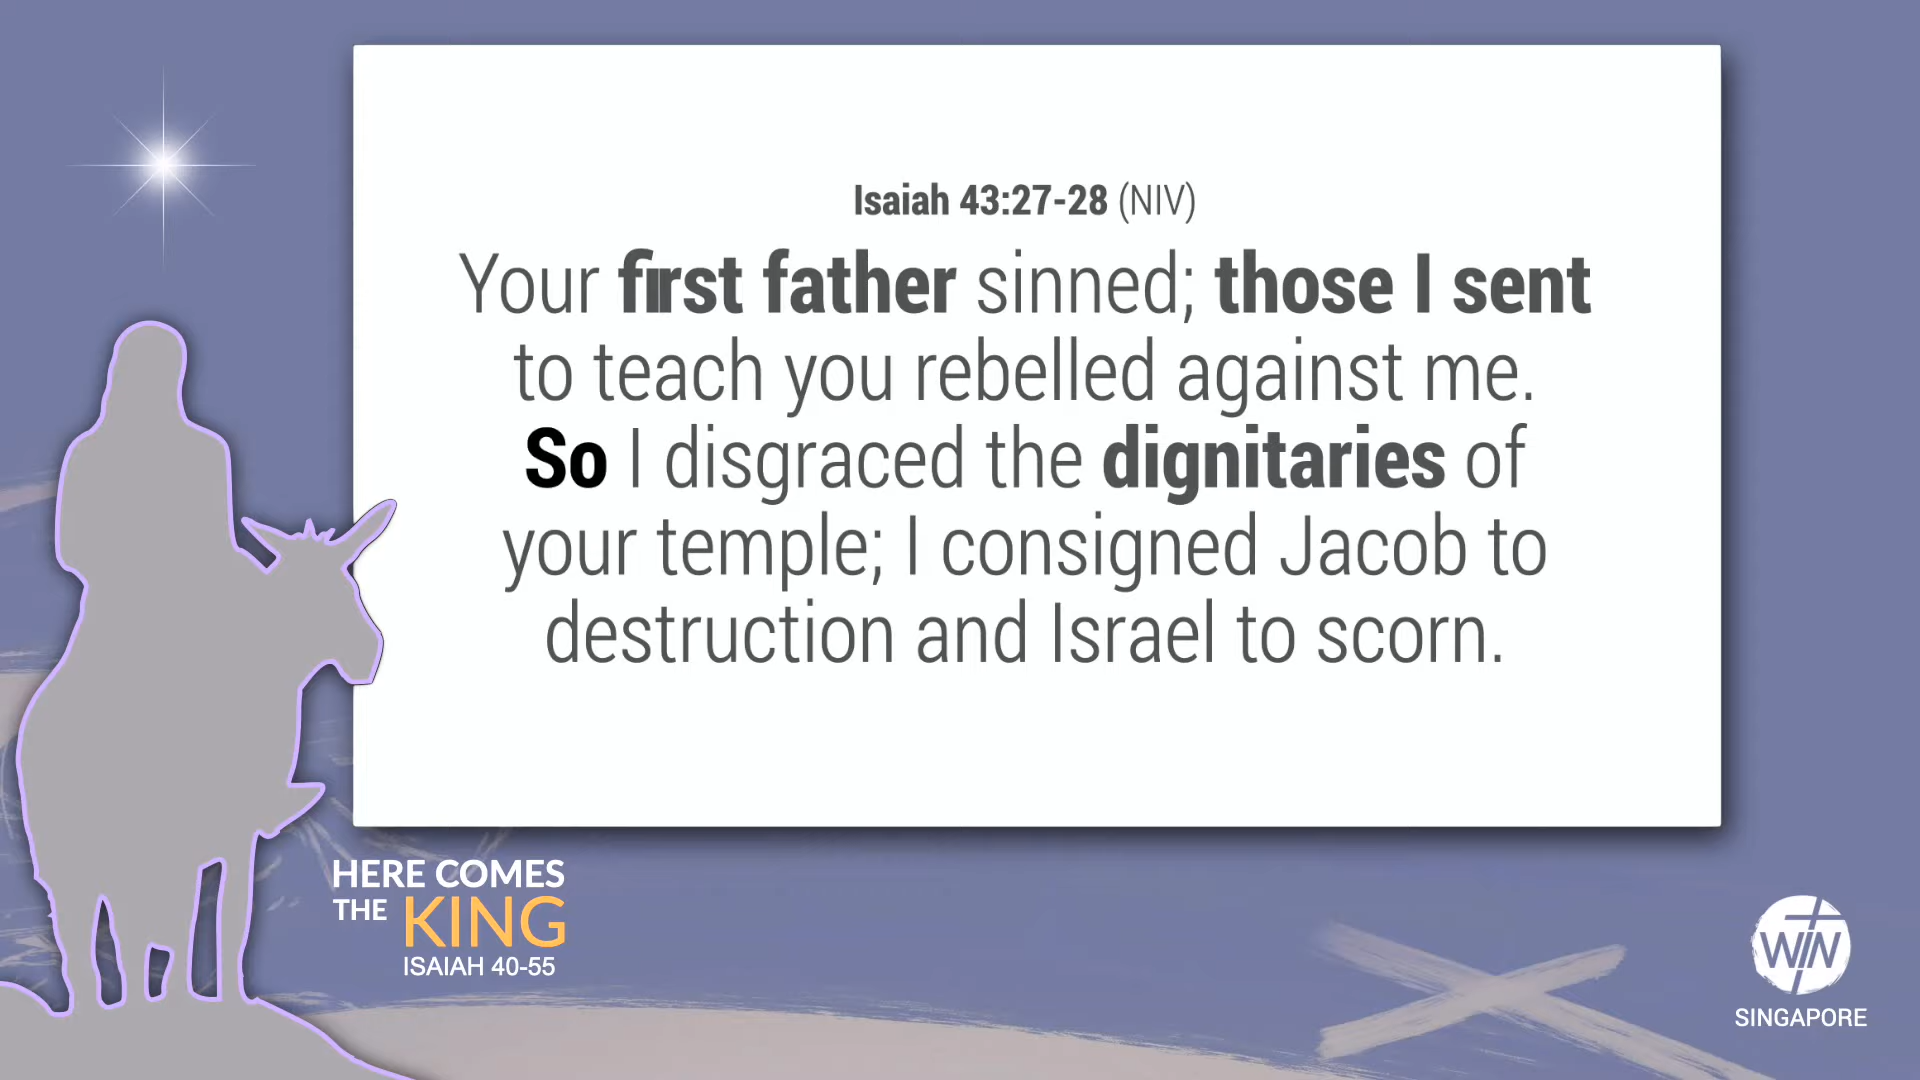 Isaiah 43:27-28 (NIV)
Your first father sinned; those I sent
to teach you rebelled against me.
So I disgraced the dignitaries of
your temple; I consigned Jacob to
destruction and Israel to scorn.
HERE COMES
THE KING
ISAIAH 40-55
WIN
SINGAPORE